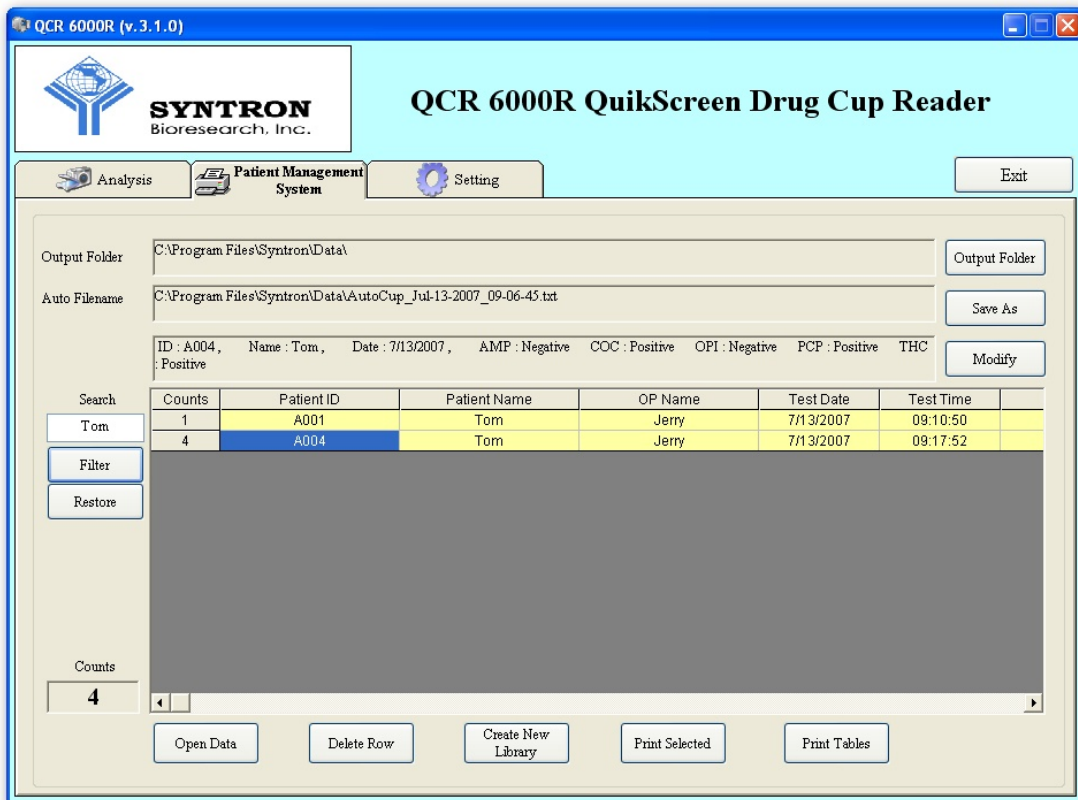 QCR 6000R (v.3.1.0)
SYNTRON
Bioresearch, Inc.
QCR 6000R QuikScreen Drug Cup Reader
Analysis
Patient Management
System
Setting
Exit
Output Folder
C:\Program Files\Syntron\Data\
Output Folder
Auto Filename
C:\Program Files\Syntron\Data\AutoCup_Jul-13-2007_09-06-45.txt
Save As
ID : A004 , Name : Tom , Date : 7/13/2007 , AMP : Negative COC : Positive OPI : Negative PCP : Positive THC
: Positive
Modify
Search
Tom
Filter
Restore
Counts Patient ID Patient Name OP Name Test Date Test Time
1 A001 Tom Jerry 7/13/2007 09:10:50
4 A004 Tom Jerry 7/13/2007 09:17:52
Counts
4
Open Data
Delete Row
Create New
Library
Print Selected
Print Tables